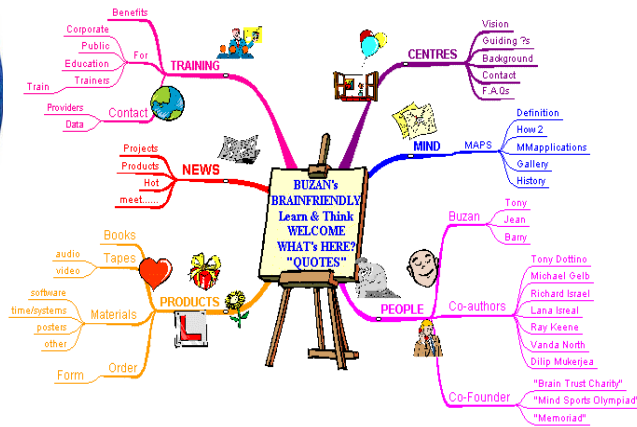 Benefits
Corporate
Public
For
Education
Trainers
Train
TRAINING
Providers
Contact
Data
Projects
Products
NEWS
Hot
meet......
Books
Tapes
audio
video
PRODUCTS
software
time/systems
Materials
posters
other
Form
Order
BUZAN's
BRAINFRIENDLY
Learn & Think
WELCOME
WHAT's HERE?
"QUOTES"
L
CENTRES
Vision
Guiding ?s
Background
Contact
F.A.Qs
MIND
MAPS
Definition
How 2
MMapplications
Gallery
History
PEOPLE
Buzan
Tony
Jean
Barry
Co-authors
Tony Dottino
Michael Gelb
Richard Israel
Lana Isreal
Ray Keene
Vanda North
Dilip Mukerjea
Co-Founder
"Brain Trust Charity"
"Mind Sports Olympiad"
"Memoriad"